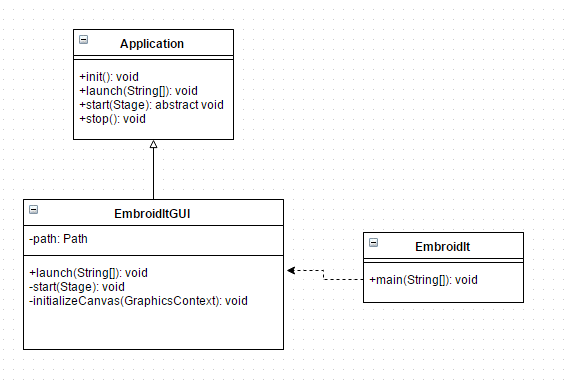 Application
+init(): void
+launch(String[]): void
+start(Stage): abstract void
+stop(): void
EmbroidItGUI
-path: Path
+launch(String[]): void
-start(Stage): void
-initializeCanvas(GraphicsContext): void
EmbroidIt
+main(String[]): void